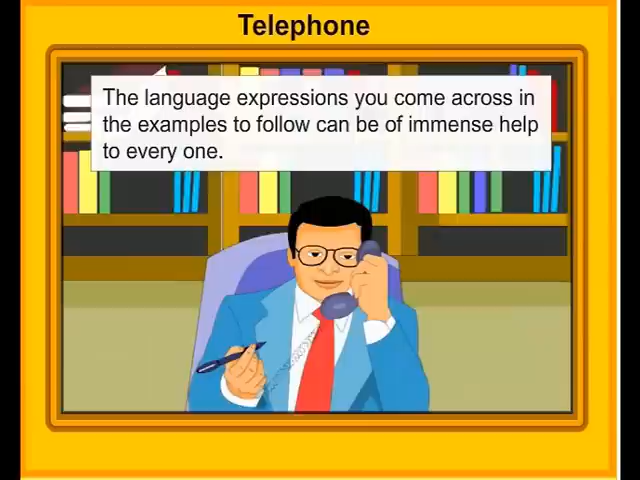 Telephone
The language expressions you come across in
the examples to follow can be of immense help
to every one.